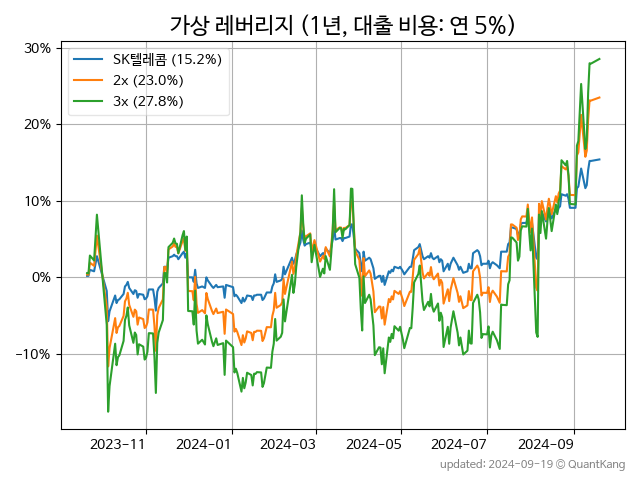 가상 레버리지 (1년, 대출 비용: 연 5%)
30%
20%
10%
0%
−10%
SK텔레콤 (15.2%)
2x (23.0%)
3x (27.8%)
2023-11
2024-01
2024-03
2024-05
2024-07
2024-09
updated: 2024-09-19 © QuantKang